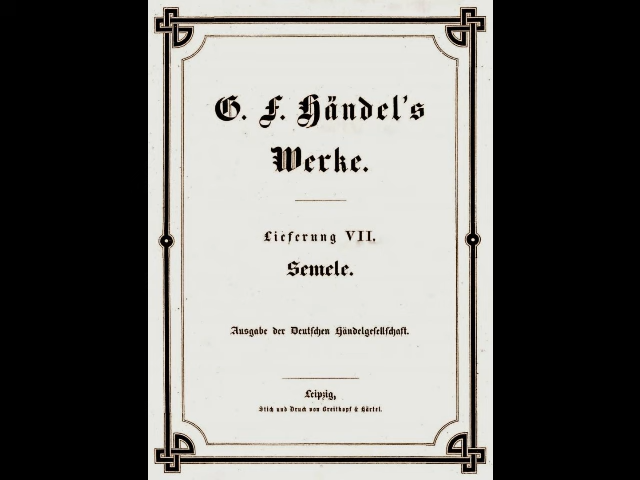 G. F. Händel's
Werke.
Lieferung VII.
Semele.
Ausgabe der Deutschen Händelgesellschaft.
Leipzig,
Stich und Druck von Breitkopf & Härtel.